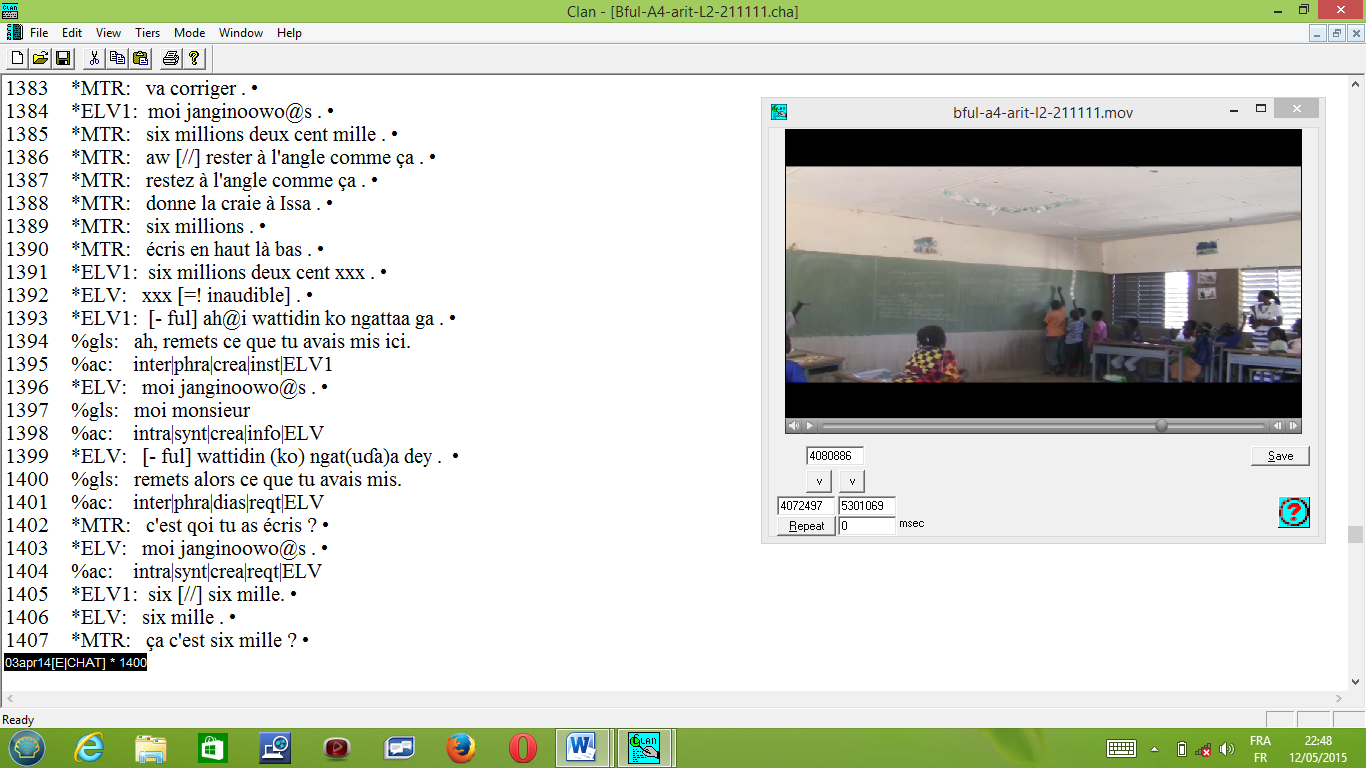 Clan - [Bful-A4-arit-L2-211111.cha]
File Edit View Tiers Mode Window Help
1383 *MTR: va corriger . •
1384 *ELV1: moi janginoowo@s . •
1385 *MTR: six millions deux cent mille . •
1386 *MTR: aw [//] rester à l'angle comme ça . •
1387 *MTR: restez à l'angle comme ça . •
1388 *MTR: donne la craie à Issa . •
1389 *MTR: six millions . •
1390 *MTR: écris en haut là bas . •
1391 *ELV1: six millions deux cent xxx . •
1392 *ELV: xxx [=! inaudible] . •
1393 *ELV1: [- ful] ah@i wattidin ko ngattaa ga . •
1394 %gls: ah, remets ce que tu avais mis ici.
1395 %ac: inter|phra|crea|inst|ELV1
1396 *ELV: moi janginoowo@s . •
1397 %gls: moi monsieur
1398 %ac: intra|synt|crea|info|ELV
1399 *ELV: [- ful] wattidin (ko) ngat(uɗa)a dey . •
1400 %gls: remets alors ce que tu avais mis.
1401 %ac: inter|phra|dias|reqt|ELV
1402 *MTR: c'est qoi tu as écris ? •
1403 *ELV: moi janginoowo@s . •
1404 %ac: intra|synt|crea|reqt|ELV
1405 *ELV1: six [//] six mille. •
1406 *ELV: six mille . •
1407 *MTR: ça c'est six mille ? •
03apr14[E|CHAT] * 1400
bful-a4-arit-l2-211111.mov
4080886
Save
v v
4072497 5301069
Repeat 0 msec
Ready
FRA 22:48
FR 12/05/2015